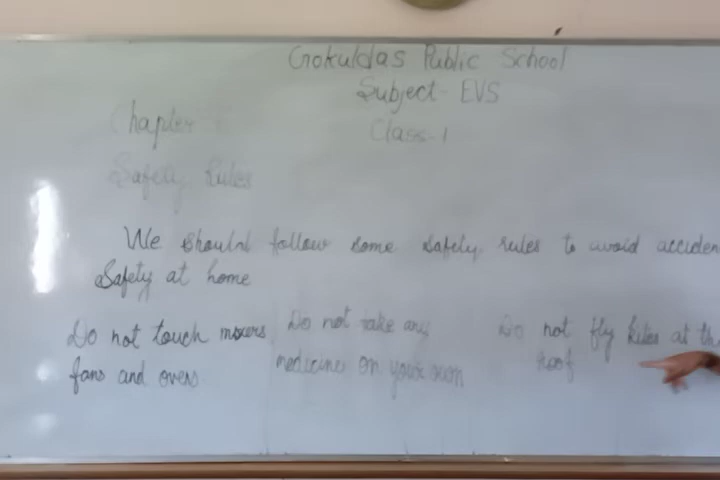 Gokuldas Public School
Subject - EVS
Chapter Class-1
Safety Rules
We should follow some safety rules to avoid acciden
Safety at home
Do not touch mixers, Do not take any Do not fly kites at th
fans and ovens medicine on your own Roof